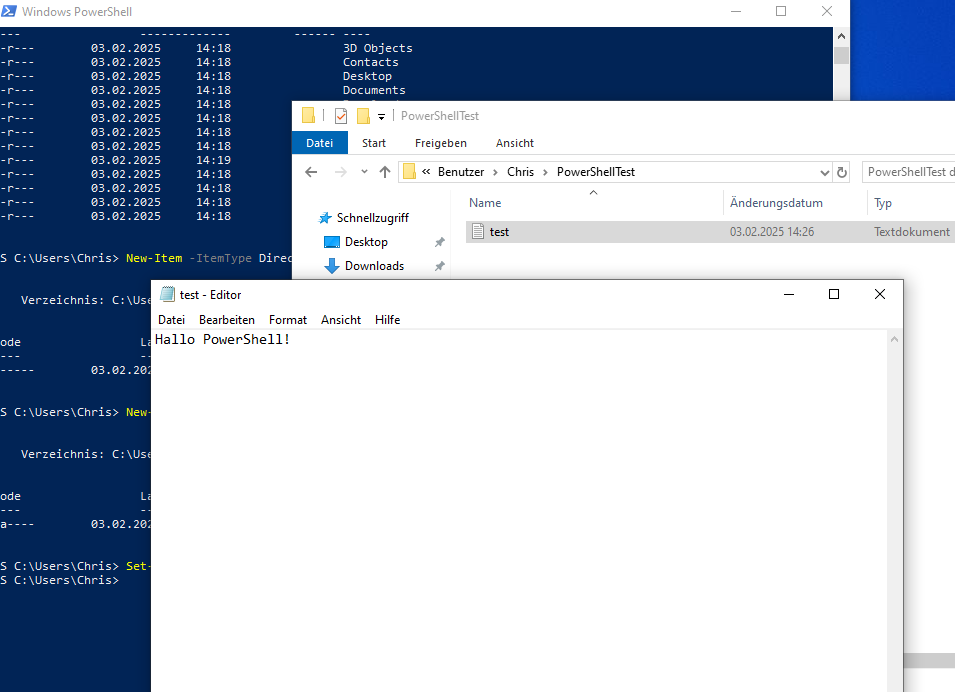 Windows PowerShell
--- ------------- ------ ----
-r--- 03.02.2025 14:18 3D Objects
-r--- 03.02.2025 14:18 Contacts
-r--- 03.02.2025 14:18 Desktop
-r--- 03.02.2025 14:18 Documents
-r--- 03.02.2025 14:18
-r--- 03.02.2025 14:18
-r--- 03.02.2025 14:18
-r--- 03.02.2025 14:18
-r--- 03.02.2025 14:19
-r--- 03.02.2025 14:18
-r--- 03.02.2025 14:18
-r--- 03.02.2025 14:18
-r--- 03.02.2025 14:18
S C:\Users\Chris> New-Item -ItemType Direc
Verzeichnis: C:\Use
ode La
--- --
----- 03.02.202
S C:\Users\Chris> New-
Verzeichnis: C:\Use
ode La
--- --
a---- 03.02.202
S C:\Users\Chris> Set-
S C:\Users\Chris>
PowerShellTest
Datei Start Freigeben Ansicht
« Benutzer > Chris > PowerShellTest
PowerShellTest d
Name Änderungsdatum Typ
Schnellzugriff
Desktop
Downloads
test 03.02.2025 14:26 Textdokument
test - Editor
Datei Bearbeiten Format Ansicht Hilfe
Hallo PowerShell!